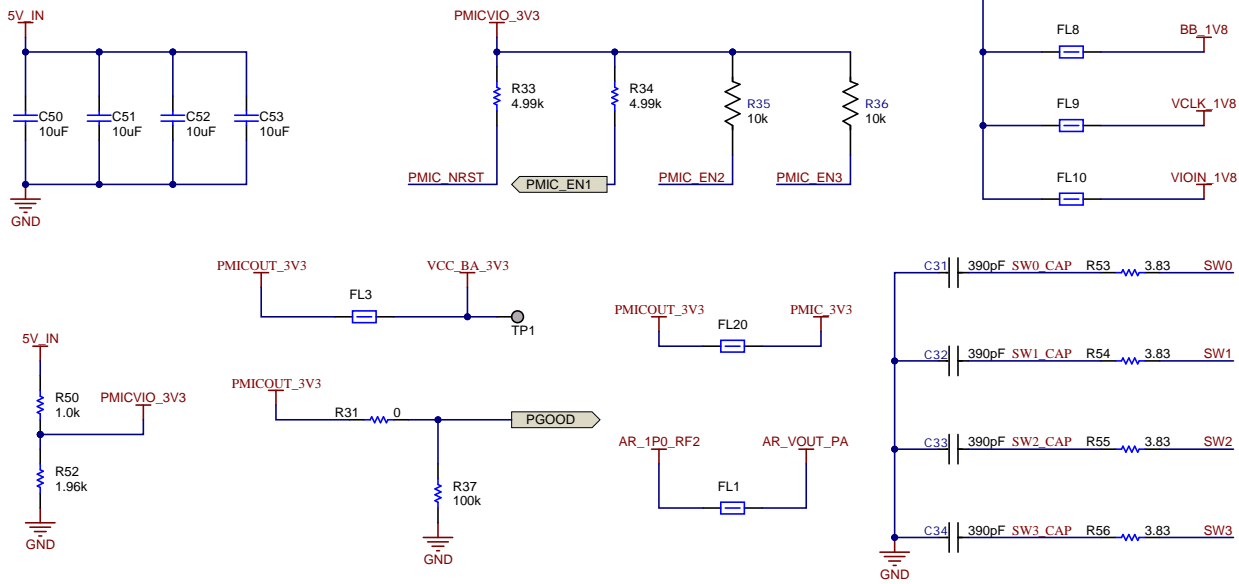 5V_IN
C50
10uF
C51
10uF
C52
10uF
C53
10uF
GND
PMICVIO_3V3
R33
4.99k
R34
4.99k
R35
10k
R36
10k
PMIC_NRST
PMIC_EN1
PMIC_EN2
PMIC_EN3
FL8
BB_1V8
FL9
VCLK_1V8
FL10
VIOIN_1V8
PMICOUT_3V3
VCC_BA_3V3
FL3
TP1
PMICOUT_3V3
PMIC_3V3
FL20
5V_IN
R50
1.0k
PMICVIO_3V3
R52
1.96k
GND
PMICOUT_3V3
R31 0
PGOOD
R37
100k
GND
AR_1P0_RF2
AR_VOUT_PA
FL1
C31 390pF SW0_CAP R53 3.83 SW0
C32 390pF SW1_CAP R54 3.83 SW1
C33 390pF SW2_CAP R55 3.83 SW2
C34 390pF SW3_CAP R56 3.83 SW3
GND